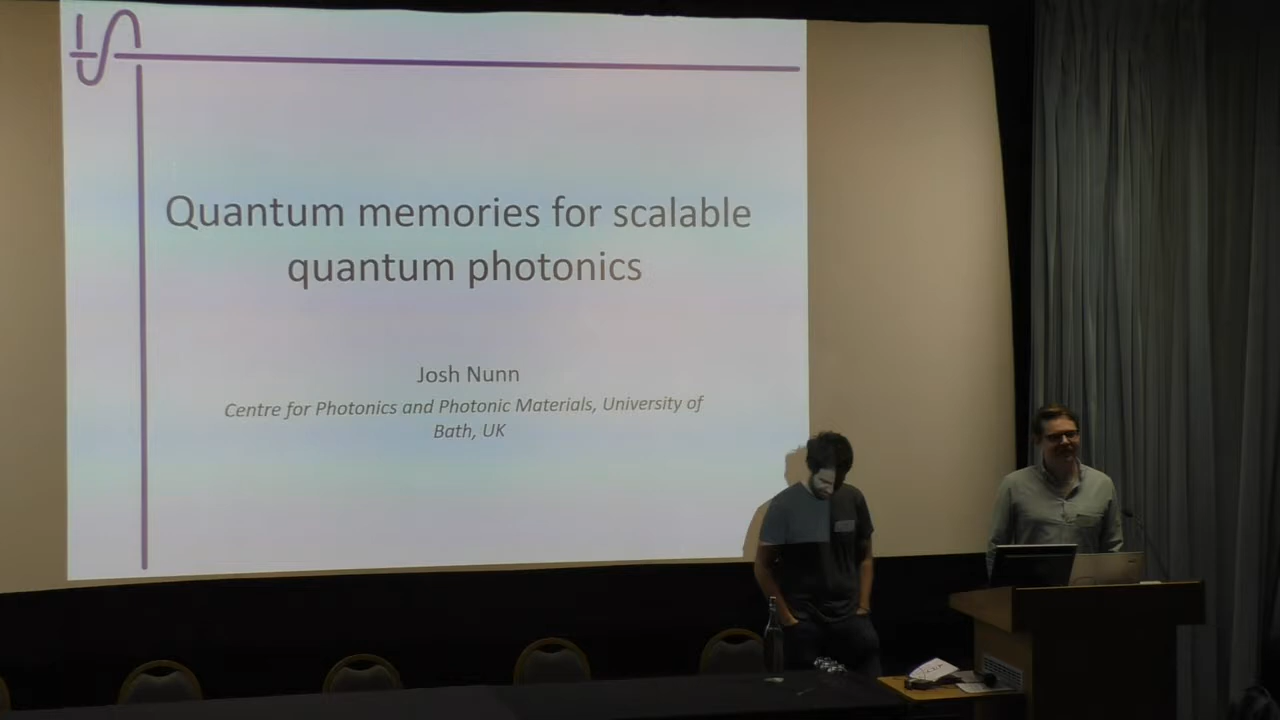 Quantum memories for scalable
quantum photonics
Josh Nunn
Centre for Photonics and Photonic Materials, University of
Bath, UK